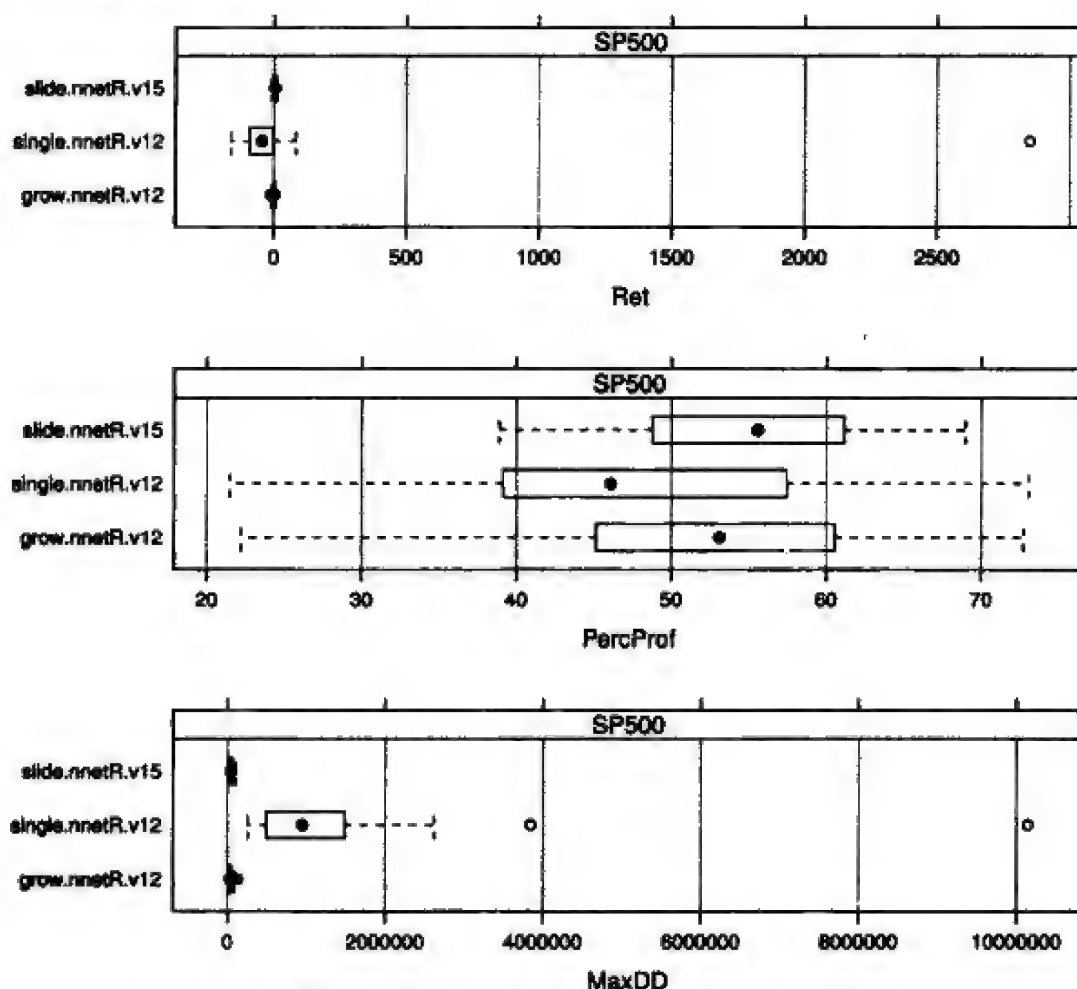 SP500
slide.nnetR.v15
single.nnetR.v12
grow.nnetR.v12
0 500 1000 1500 2000 2500
Ret
SP500
slide.nnetR.v15
single.nnetR.v12
grow.nnetR.v12
20 30 40 50 60 70
PercProf
SP500
slide.nnetR.v15
single.nnetR.v12
grow.nnetR.v12
0 2000000 4000000 6000000 8000000 10000000
MaxDD